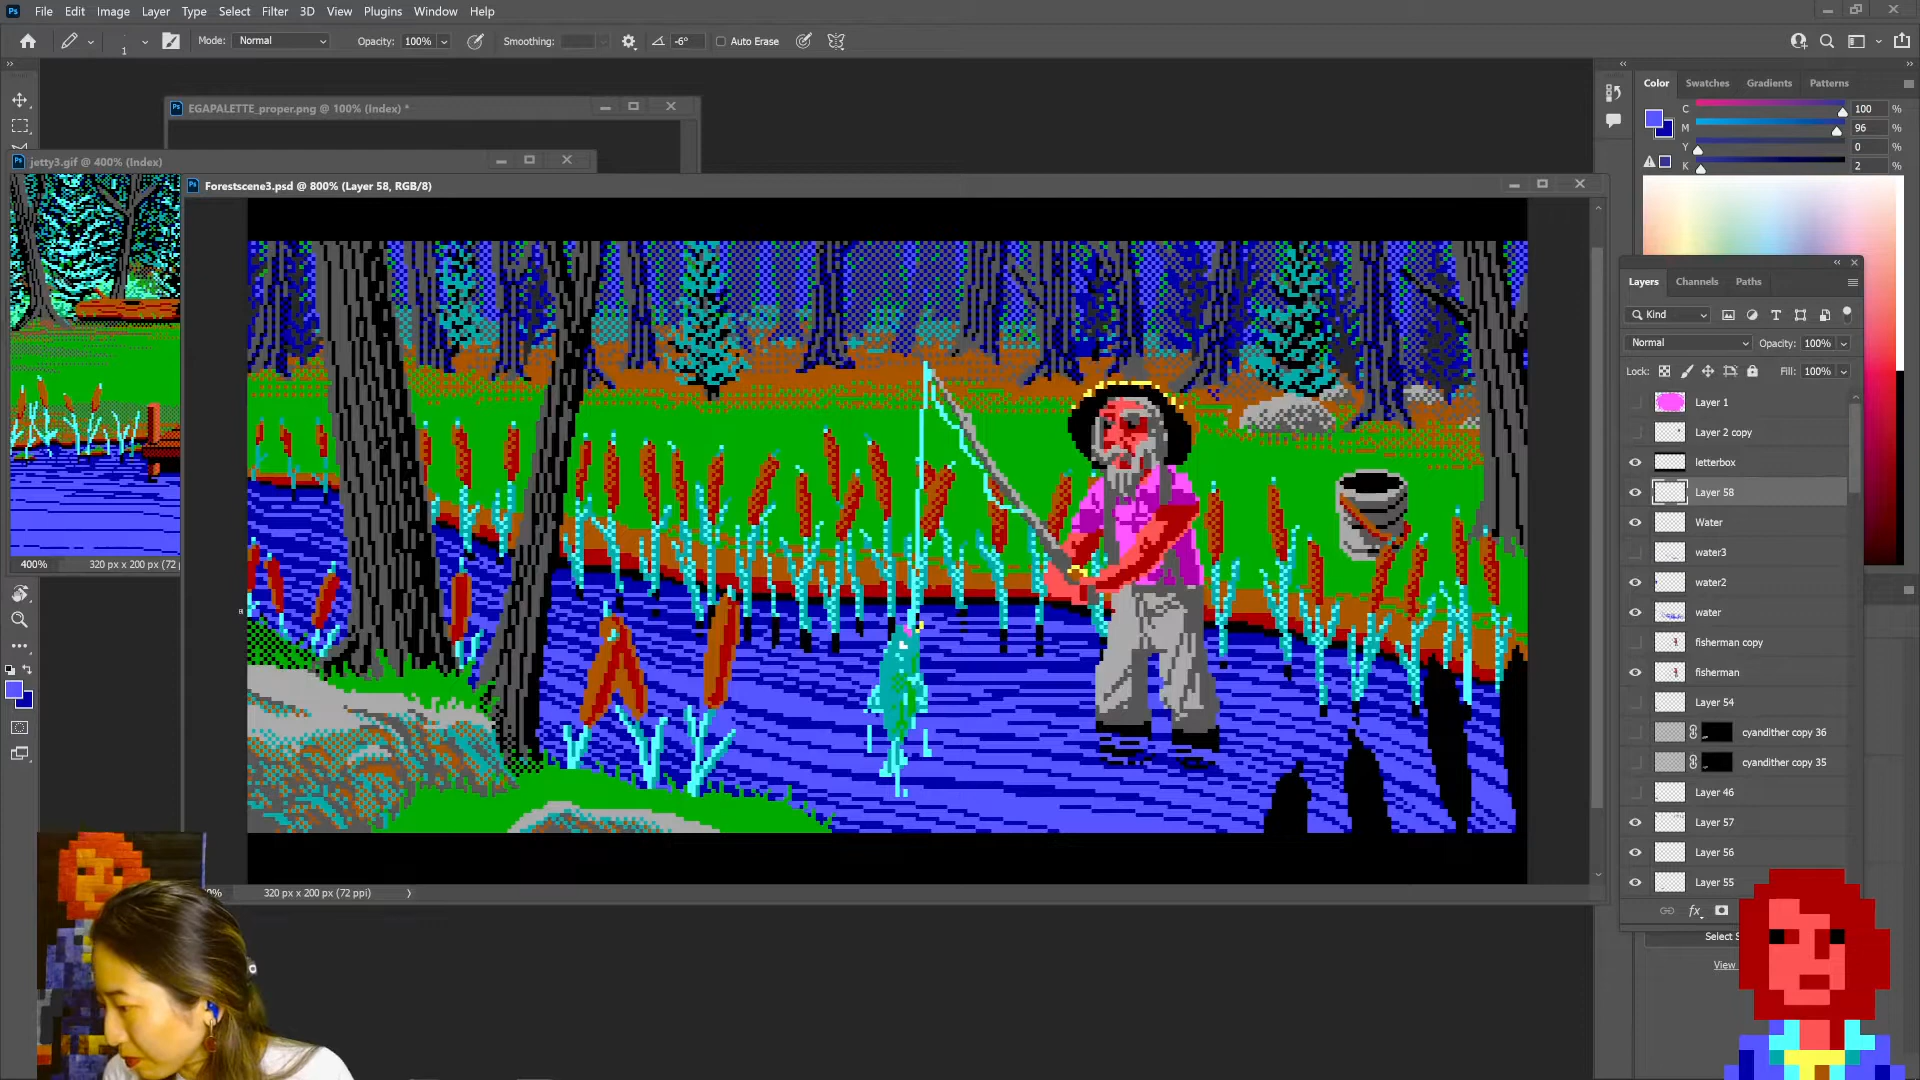 Ps File Edit Image Layer Type Select Filter 3D View Plugins Window Help
1 Mode: Normal Opacity: 100% Smoothing: -6° Auto Erase
Color Swatches Gradients Patterns
C 100 %
M 96 %
Y 0 %
K 2 %
EGAPALETTE_proper.png @ 100% (Index) *
jetty3.gif @ 400% (Index)
Forestscene3.psd @ 800% (Layer 58, RGB/8)
400% 320 px x 200 px (72 p
0% 320 px x 200 px (72 ppi)
Layers Channels Paths
Kind
Normal Opacity: 100%
Lock: Fill: 100%
Layer 1
Layer 2 copy
letterbox
Layer 58
Water
water3
water2
water
fisherman copy
fisherman
Layer 54
cyandither copy 36
cyandither copy 35
Layer 46
Layer 57
Layer 56
Layer 55
fx
Select S
View